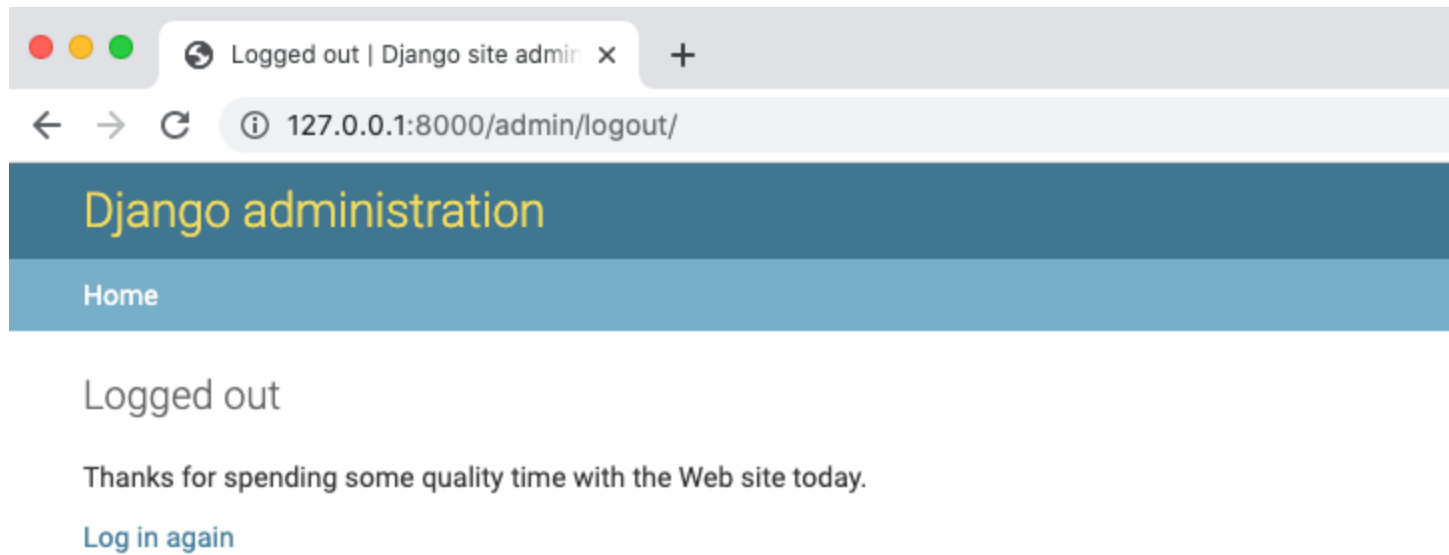 Logged out | Django site admin
127.0.0.1:8000/admin/logout/
Django administration
Home
Logged out
Thanks for spending some quality time with the Web site today.
Log in again